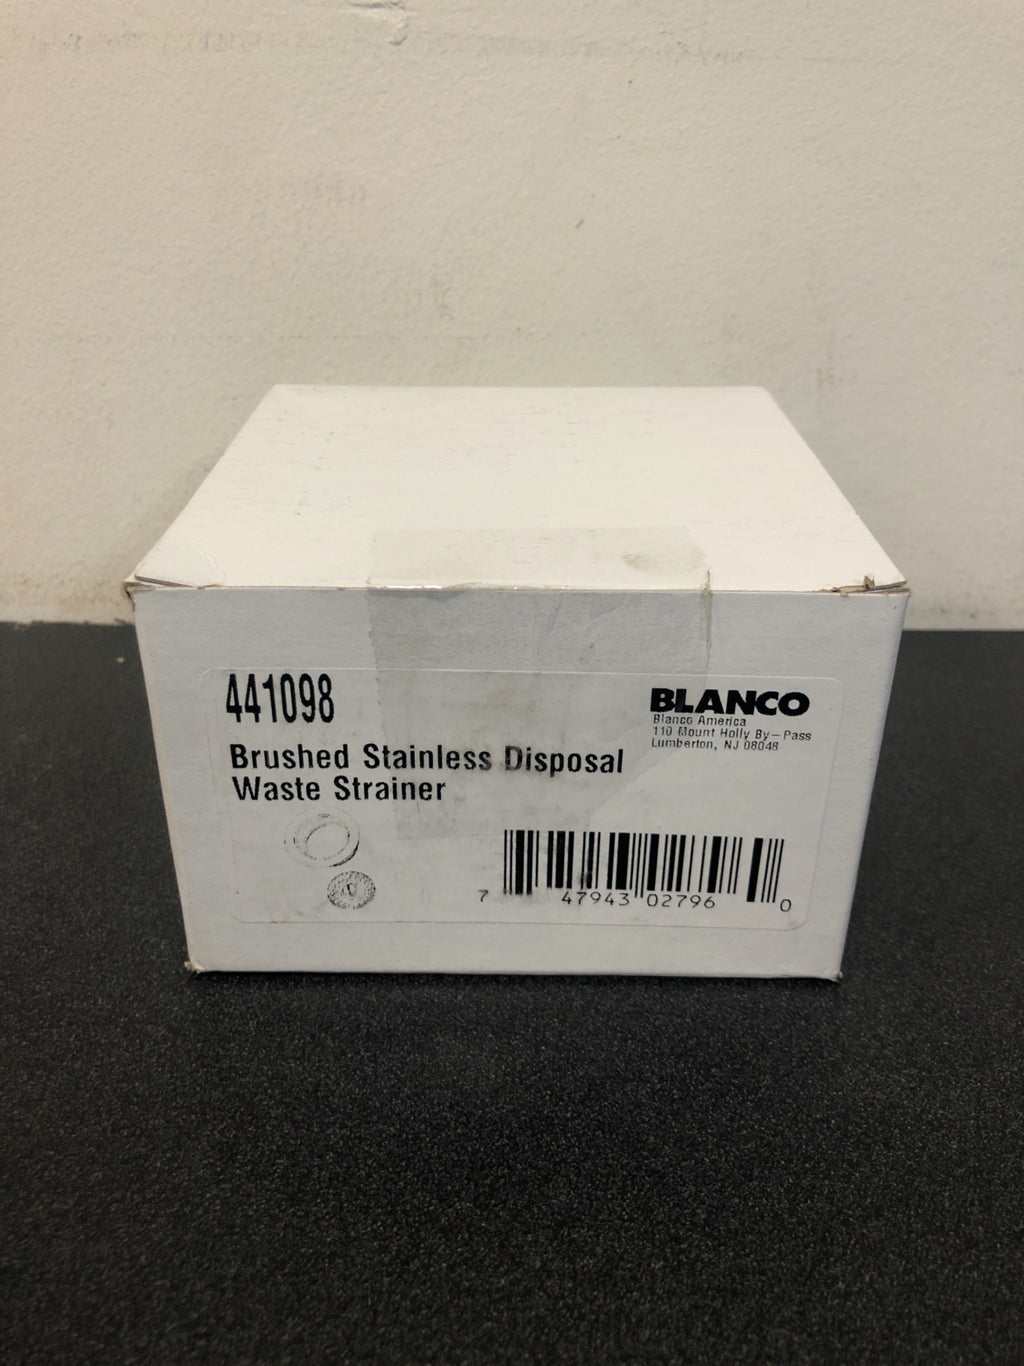 441098
Brushed Stainless Disposal
Waste Strainer
BLANCO
Blanco America
110 Mount Holly By-Pass
Lumberton, NJ 08048
7 47943 02796 0